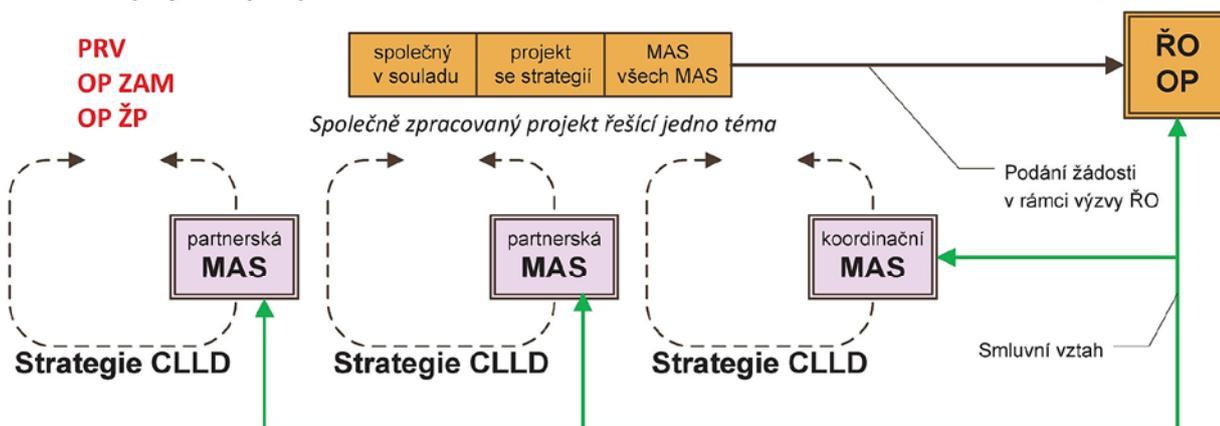 PRV
OP ZAM
OP ŽP
společný
v souladu
projekt
se strategií
MAS
všech MAS
ŘO
OP
Společně zpracovaný projekt řešící jedno téma
Podání žádosti
v rámci výzvy ŘO
partnerská
MAS
partnerská
MAS
koordinační
MAS
Strategie CLLD
Strategie CLLD
Strategie CLLD
Smluvní vztah